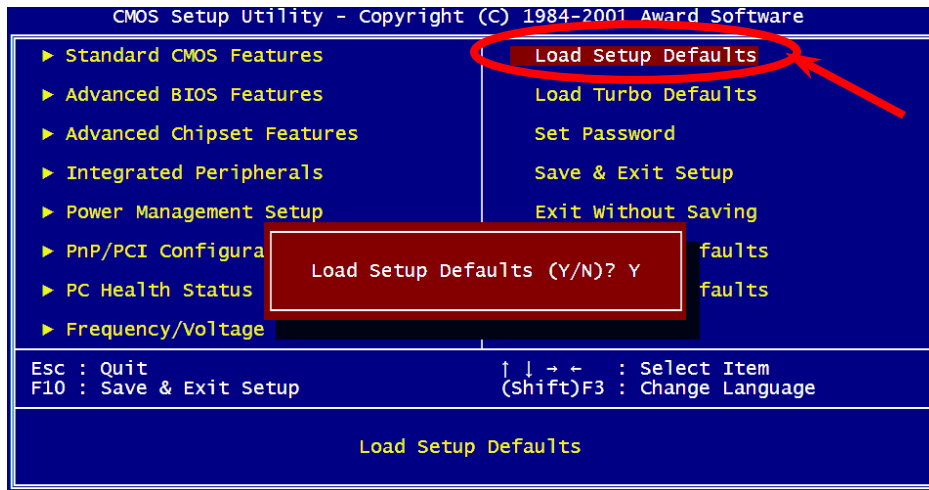 CMOS Setup Utility - Copyright (C) 1984-2001 Award Software
► Standard CMOS Features
► Advanced BIOS Features
► Advanced Chipset Features
► Integrated Peripherals
► Power Management Setup
► PnP/PCI Configura
► PC Health Status
► Frequency/Voltage
Load Setup Defaults
Load Turbo Defaults
Set Password
Save & Exit Setup
Exit Without Saving
faults
faults
Load Setup Defaults (Y/N)? Y
Esc : Quit
F10 : Save & Exit Setup
↑ ↓ → ← : Select Item
(Shift)F3 : Change Language
Load Setup Defaults